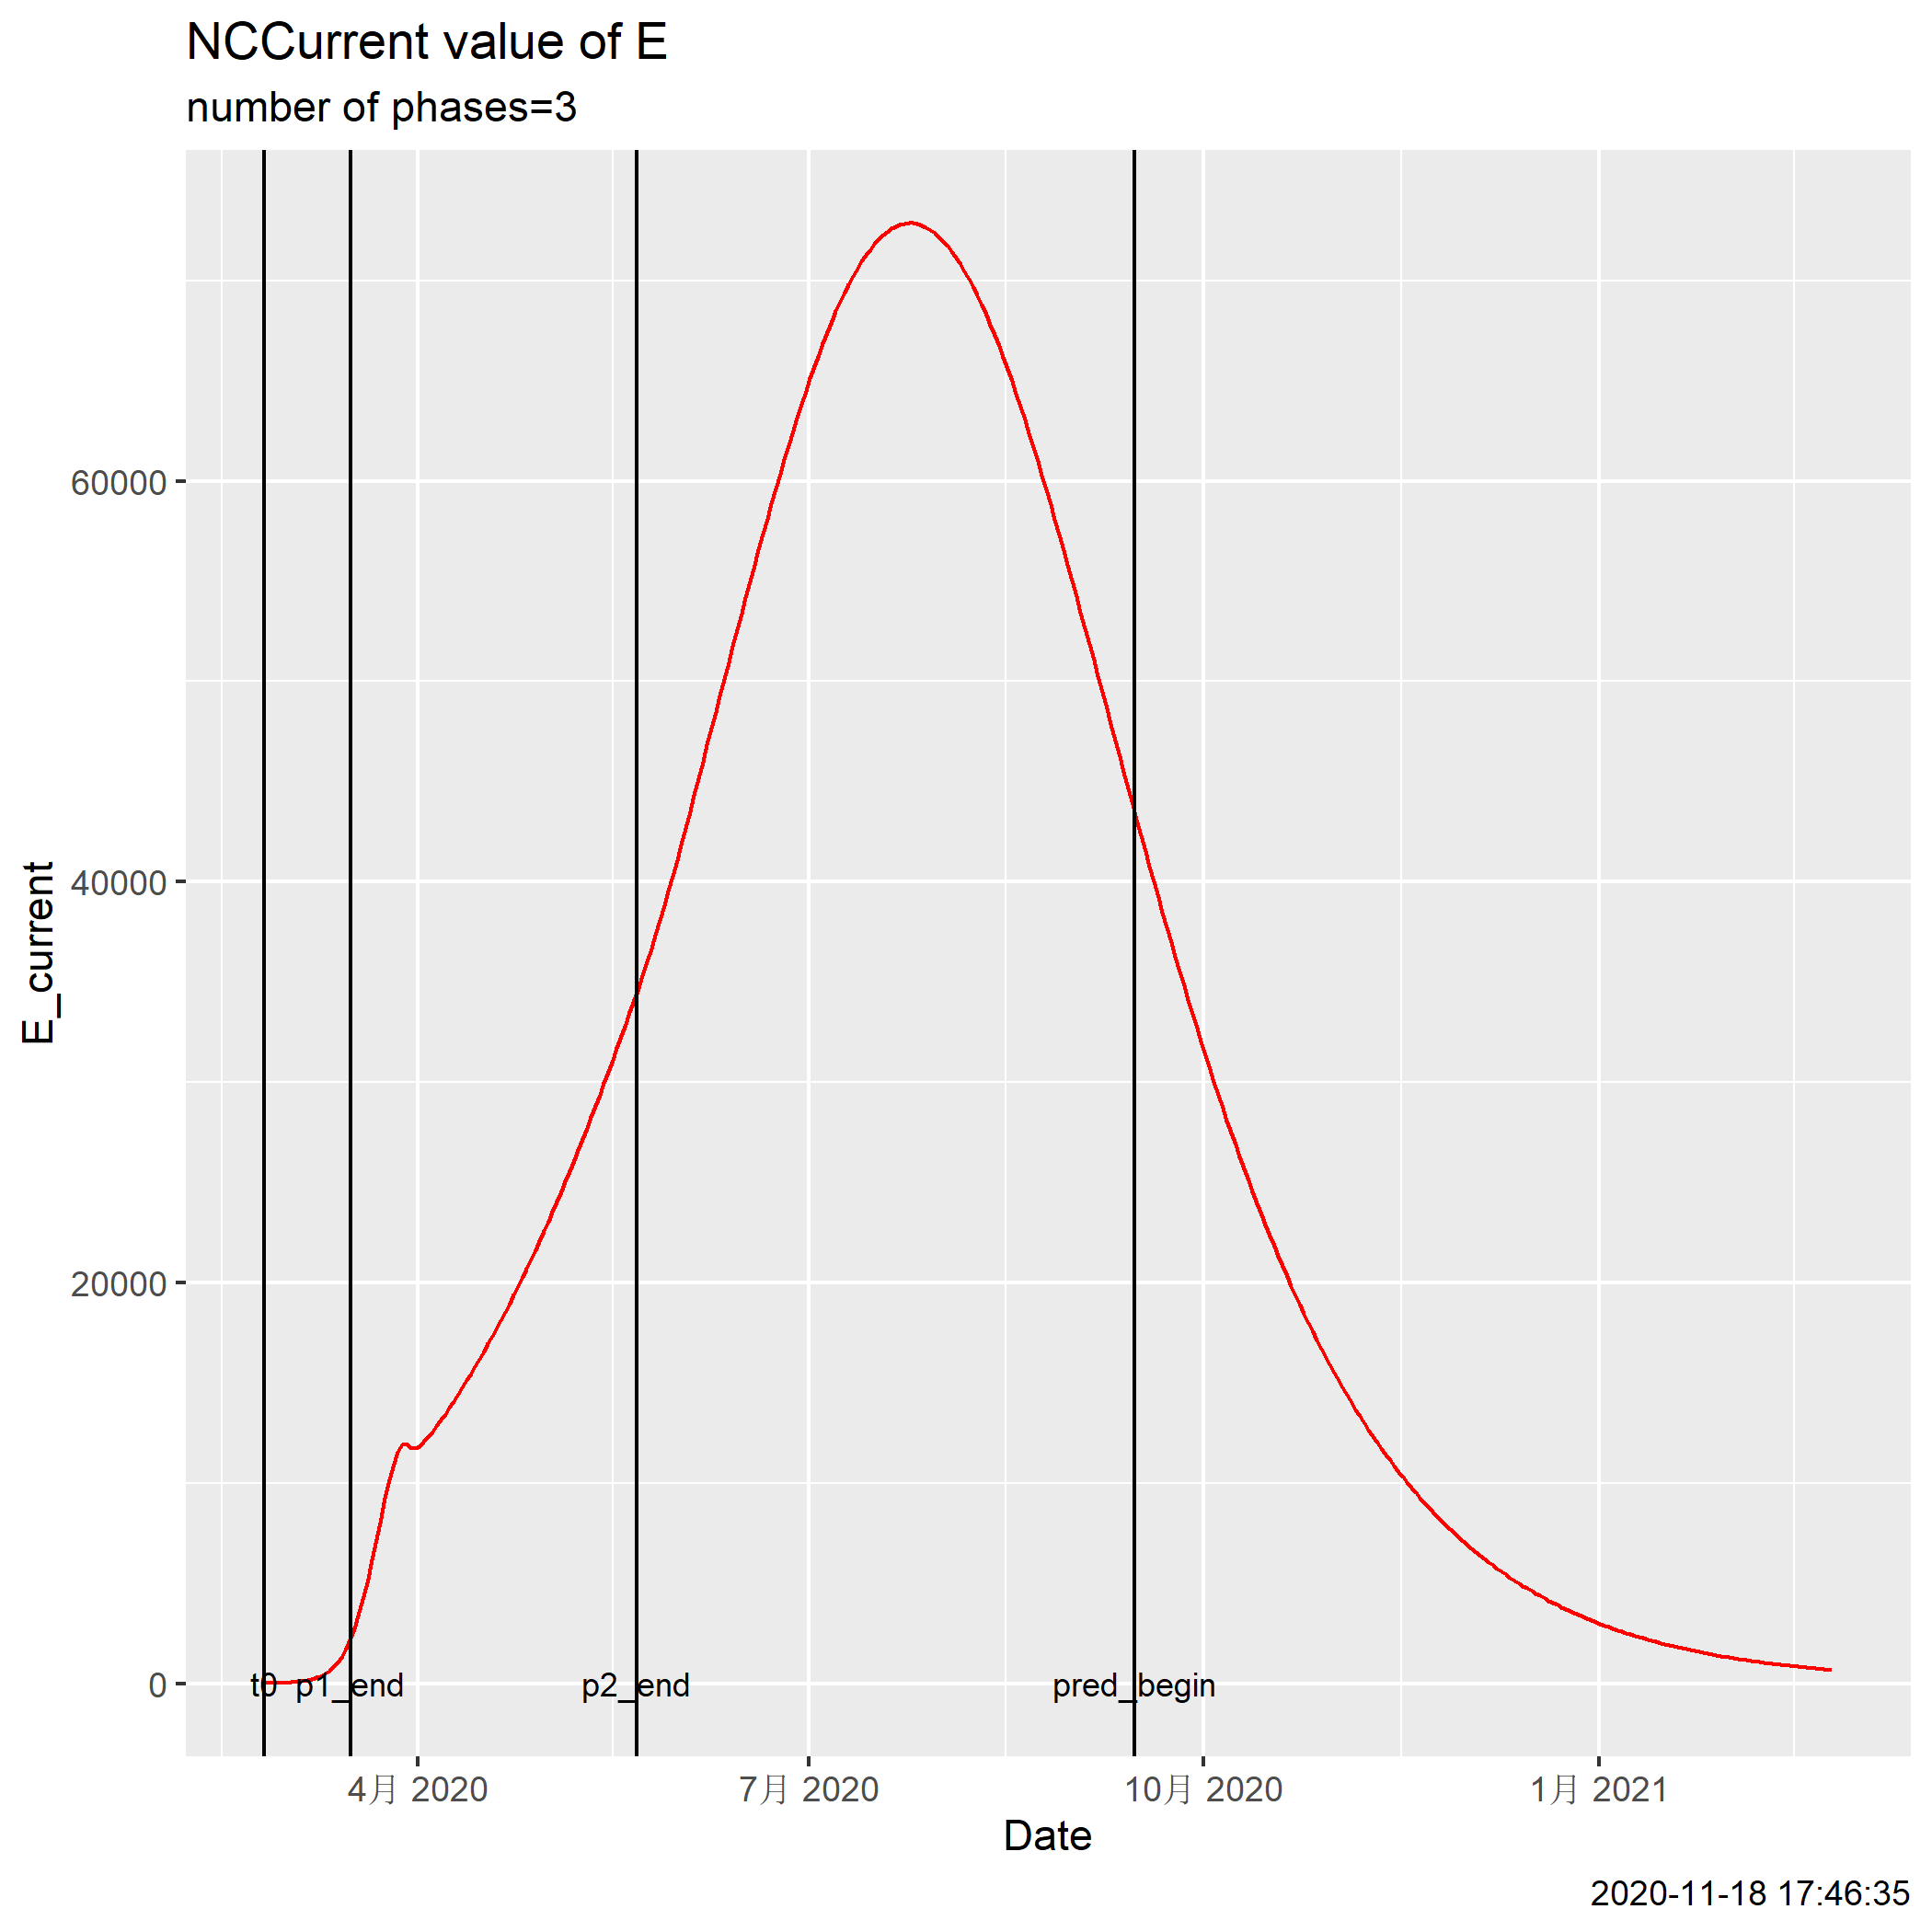 NCCurrent value of E
number of phases=3
E_current
60000
40000
20000
0
t0 p1_end p2_end pred_begin
4月 2020 7月 2020 10月 2020 1月 2021
Date
2020-11-18 17:46:35